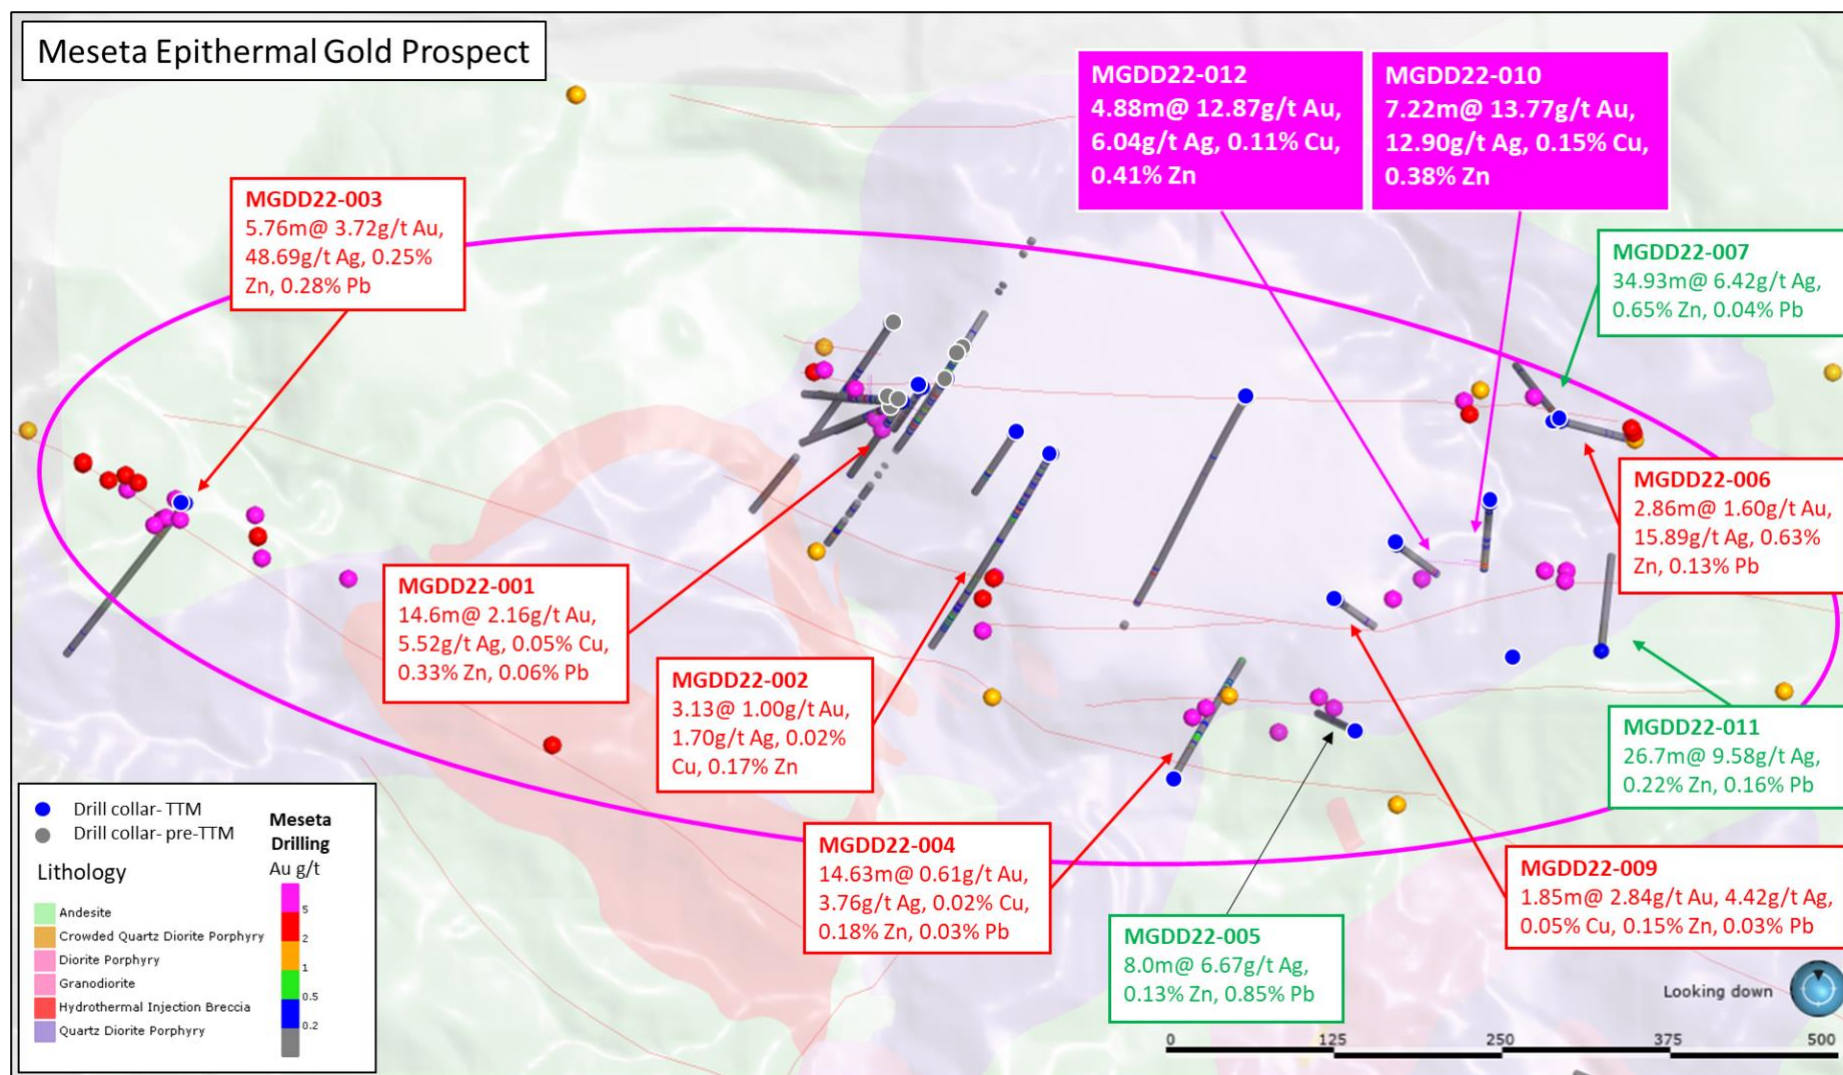 Meseta Epithermal Gold Prospect
MGDD22-012
4.88m@ 12.87g/t Au,
6.04g/t Ag, 0.11% Cu,
0.41% Zn
MGDD22-010
7.22m@ 13.77g/t Au,
12.90g/t Ag, 0.15% Cu,
0.38% Zn
MGDD22-003
5.76m@ 3.72g/t Au,
48.69g/t Ag, 0.25%
Zn, 0.28% Pb
MGDD22-007
34.93m@ 6.42g/t Ag,
0.65% Zn, 0.04% Pb
MGDD22-006
2.86m@ 1.60g/t Au,
15.89g/t Ag, 0.63%
Zn, 0.13% Pb
MGDD22-001
14.6m@ 2.16g/t Au,
5.52g/t Ag, 0.05% Cu,
0.33% Zn, 0.06% Pb
MGDD22-002
3.13@ 1.00g/t Au,
1.70g/t Ag, 0.02%
Cu, 0.17% Zn
MGDD22-011
26.7m@ 9.58g/t Ag,
0.22% Zn, 0.16% Pb
MGDD22-004
14.63m@ 0.61g/t Au,
3.76g/t Ag, 0.02% Cu,
0.18% Zn, 0.03% Pb
MGDD22-009
1.85m@ 2.84g/t Au, 4.42g/t Ag,
0.05% Cu, 0.15% Zn, 0.03% Pb
MGDD22-005
8.0m@ 6.67g/t Ag,
0.13% Zn, 0.85% Pb
Drill collar- TTM
Drill collar- pre-TTM
Lithology
Andesite
Crowded Quartz Diorite Porphyry
Diorite Porphyry
Granodiorite
Hydrothermal Injection Breccia
Quartz Diorite Porphyry
Meseta
Drilling
Au g/t
5
2
1
0.5
0.2
Looking down
0 125 250 375 500